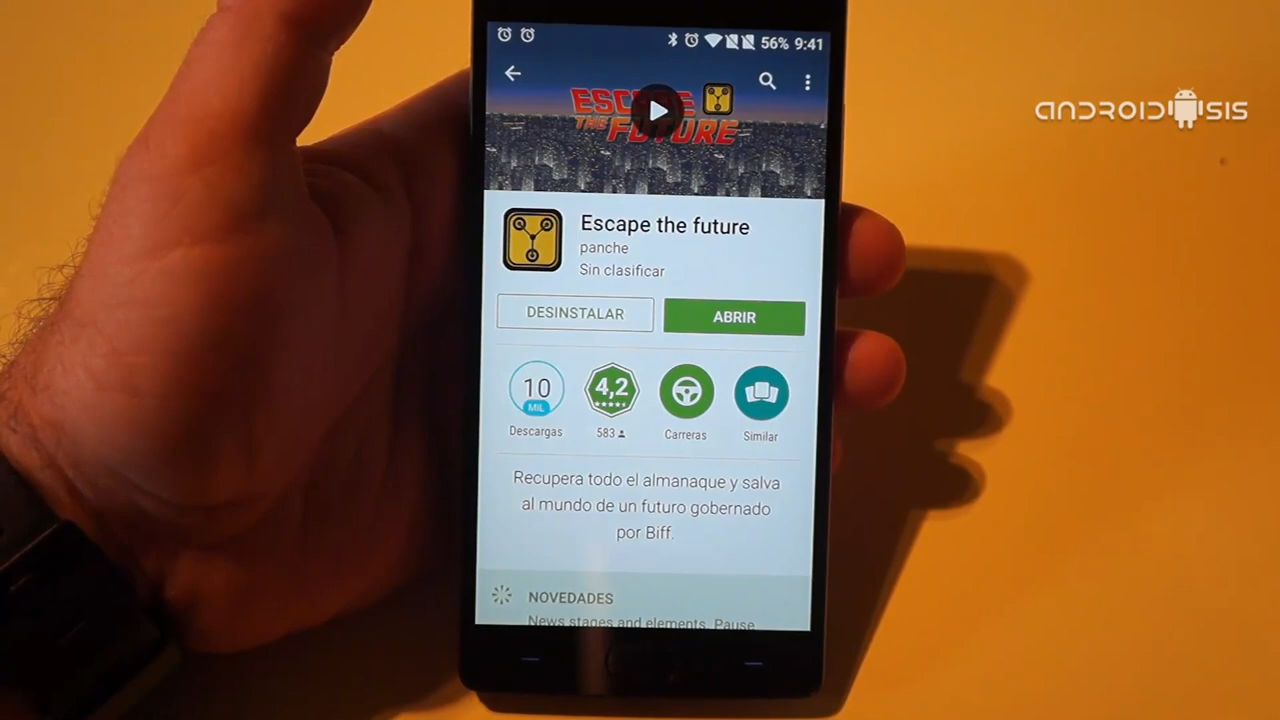 56% 9:41
ESCAPE
THE FUTURE
ANDROIDSIS
Escape the future
panche
Sin clasificar
DESINSTALAR
ABRIR
10
MIL
4,2
Descargas
583
Carreras
Similar
Recupera todo el almanaque y salva
al mundo de un futuro gobernado
por Biff.
NOVEDADES
News stages and elements. Pause